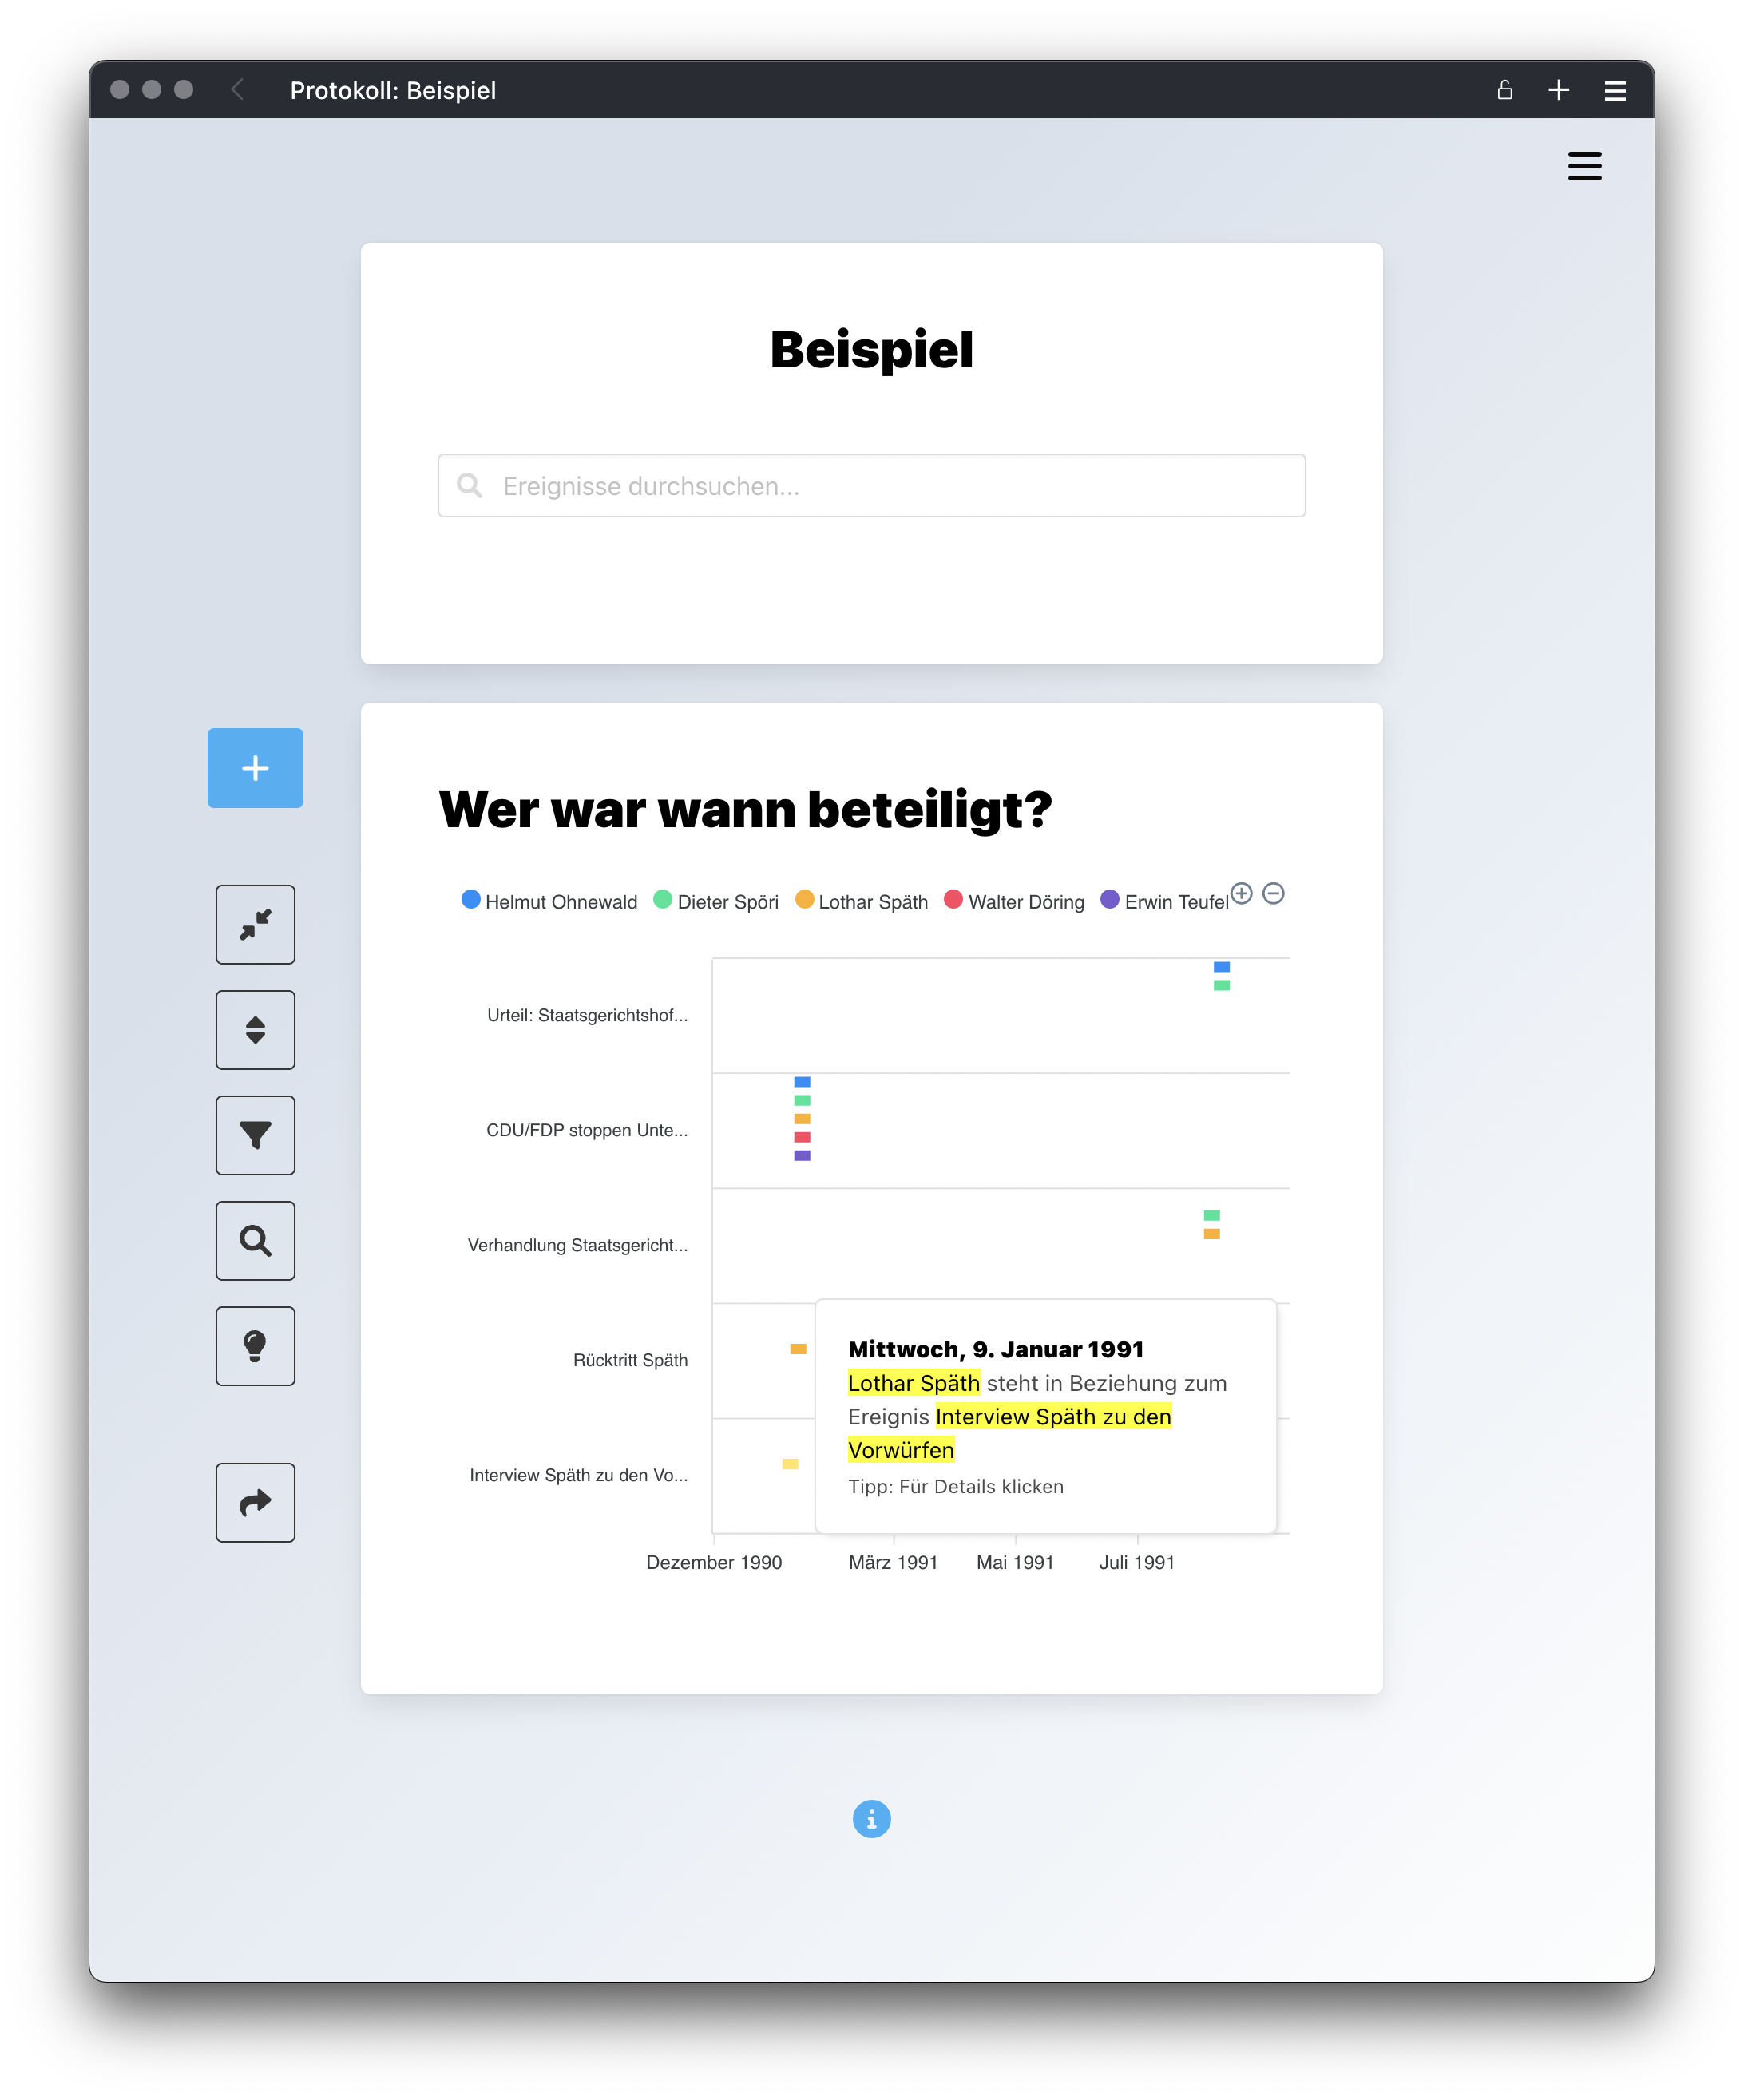 Protokoll: Beispiel
Beispiel
Ereignisse durchsuchen...
Wer war wann beteiligt?
Helmut Ohnewald Dieter Spöri Lothar Späth Walter Döring Erwin Teufel
Urteil: Staatsgerichtshof...
CDU/FDP stoppen Unte...
Verhandlung Staatsgericht...
Rücktritt Späth
Interview Späth zu den Vo...
Mittwoch, 9. Januar 1991
Lothar Späth steht in Beziehung zum
Ereignis Interview Späth zu den
Vorwürfen
Tipp: Für Details klicken
Dezember 1990 März 1991 Mai 1991 Juli 1991